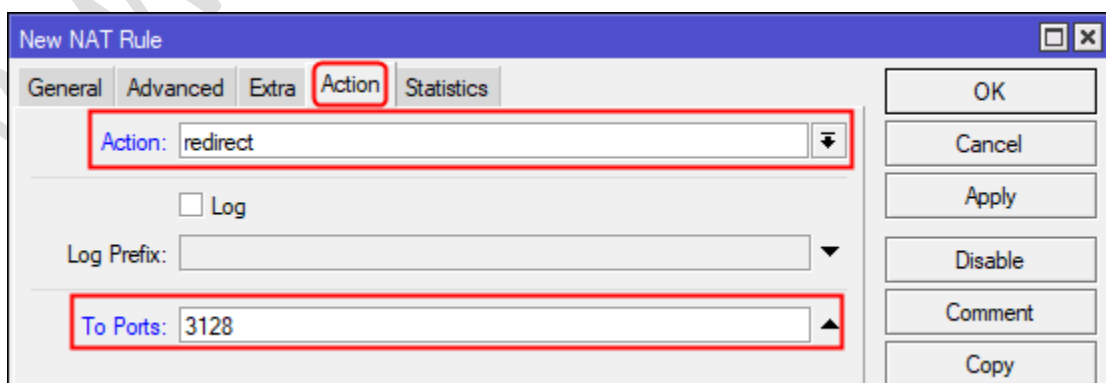 New NAT Rule
General Advanced Extra Action Statistics
OK
Action: redirect
Cancel
Log
Apply
Log Prefix:
Disable
To Ports: 3128
Comment
Copy